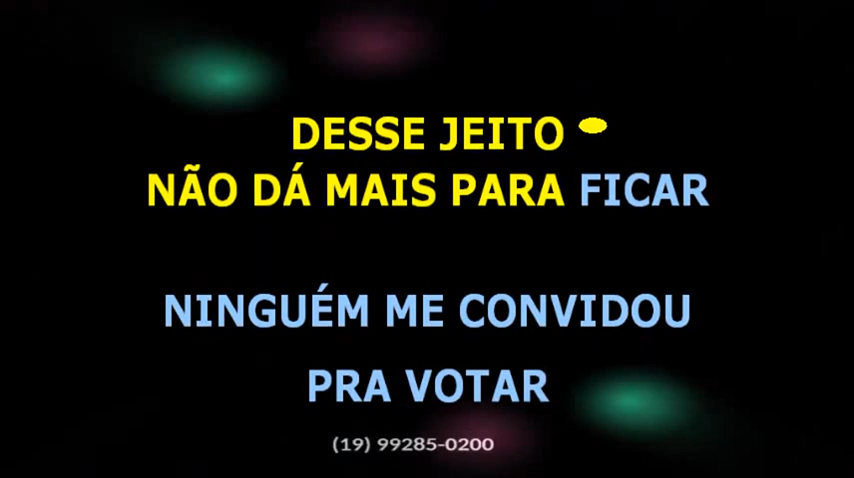 DESSE JEITO
NÃO DÁ MAIS PARA FICAR
NINGUÉM ME CONVIDOU
PRA VOTAR
(19) 99285-0200